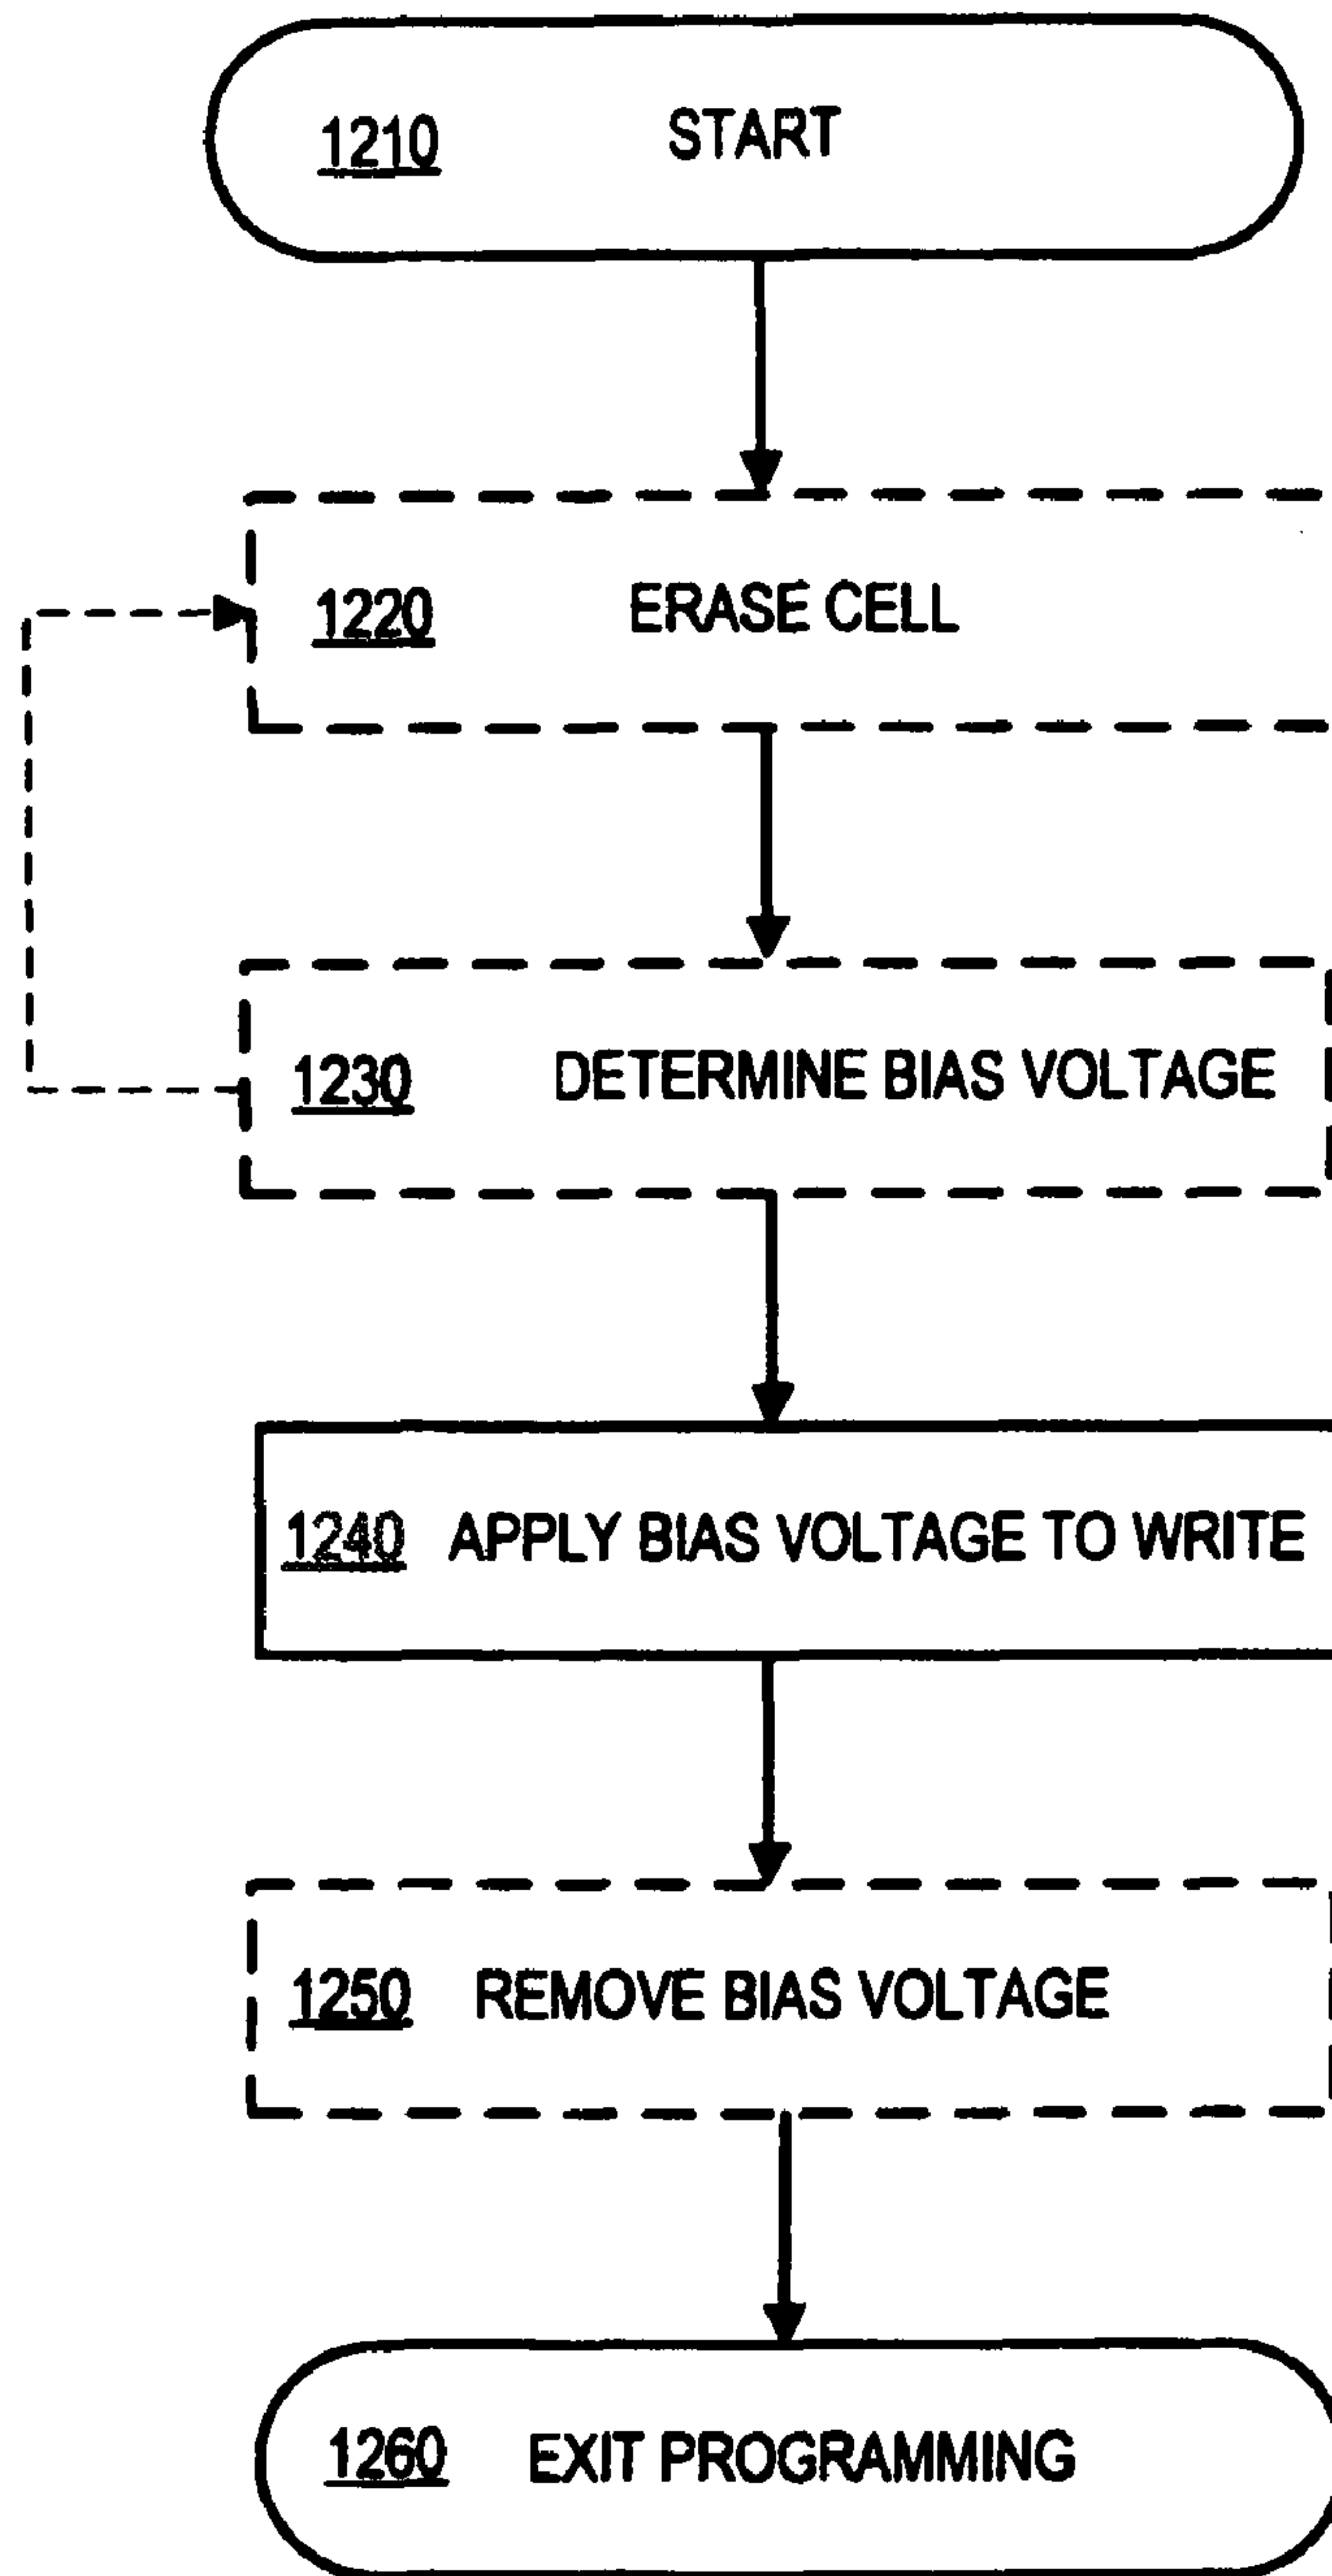 1210 START
1220 ERASE CELL
1230 DETERMINE BIAS VOLTAGE
1240 APPLY BIAS VOLTAGE TO WRITE
1250 REMOVE BIAS VOLTAGE
1260 EXIT PROGRAMMING